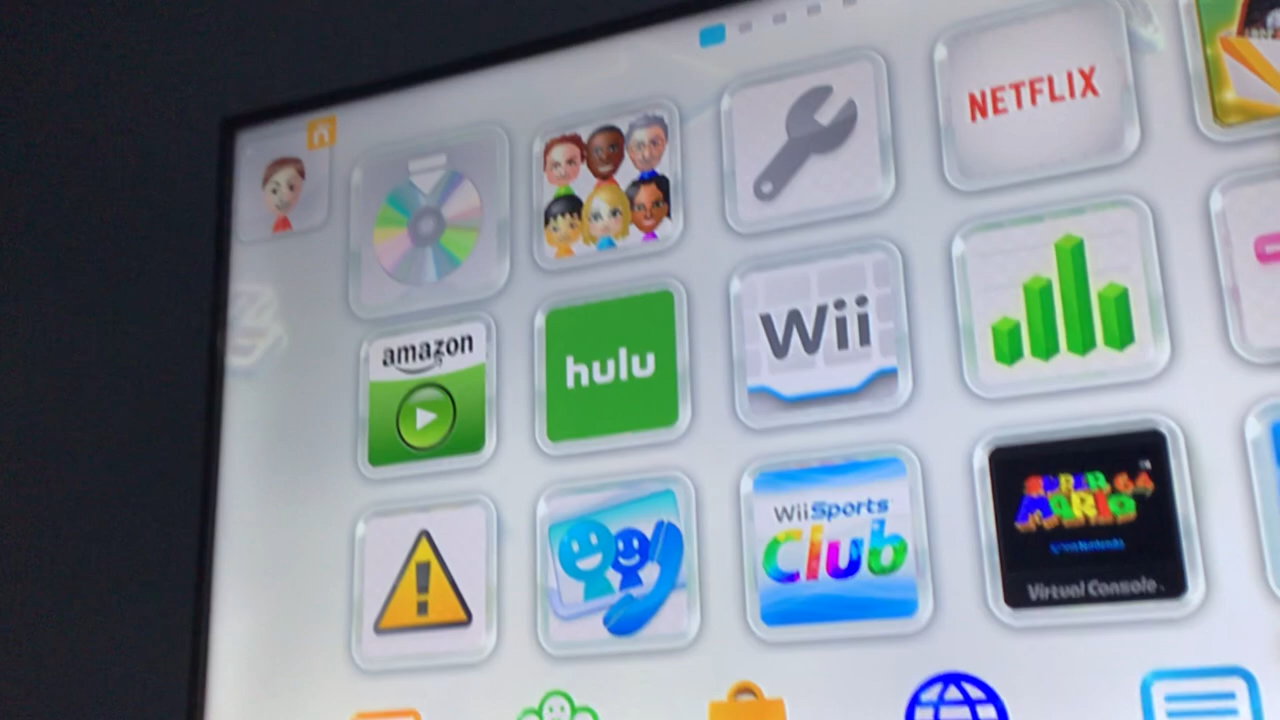 NETFLIX
amazon
hulu
Wii
WiiSports
Club
SUPER
MARIO 64
Virtual Console